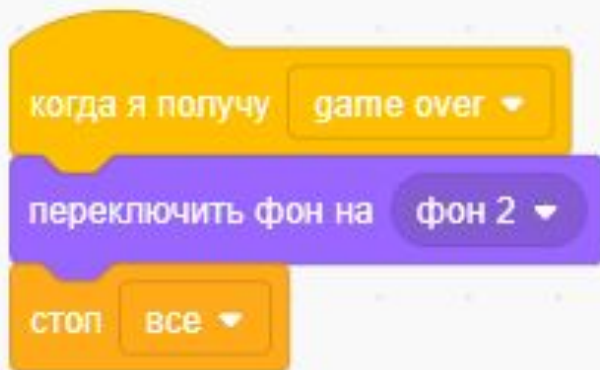 когда я получу game over
переключить фон на фон 2
стоп все